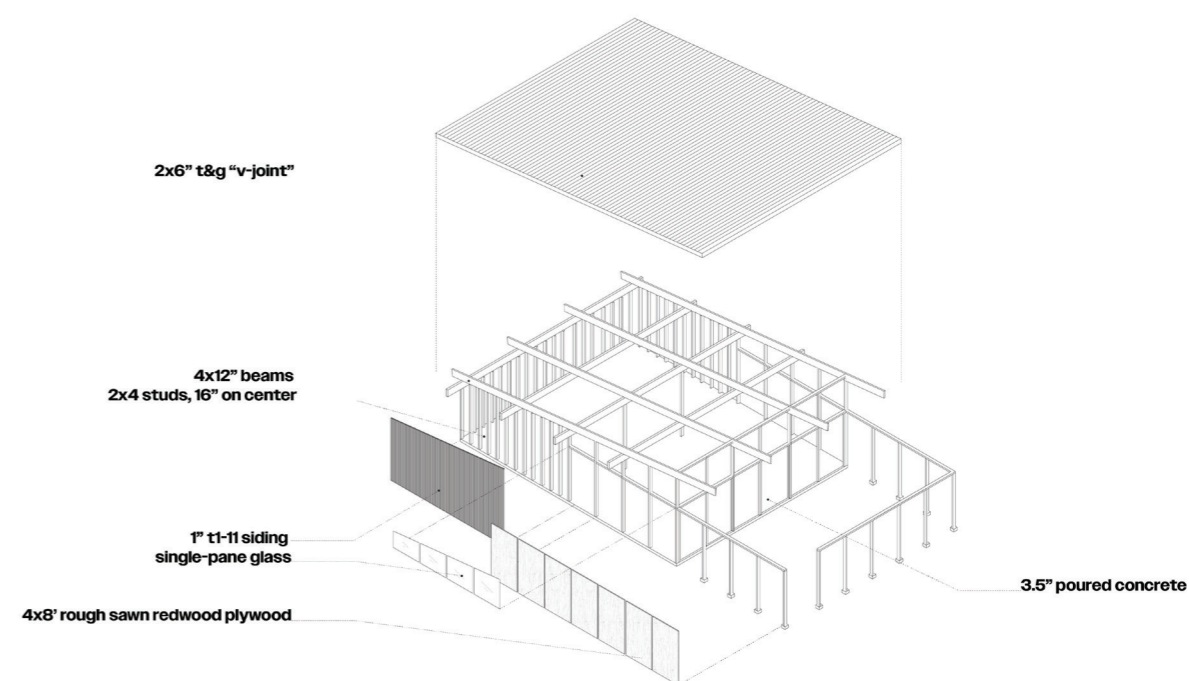 2x6” t&g “v-joint”
4x12” beams
2x4 studs, 16” on center
1” t1-11 siding
single-pane glass
4x8’ rough sawn redwood plywood
3.5” poured concrete